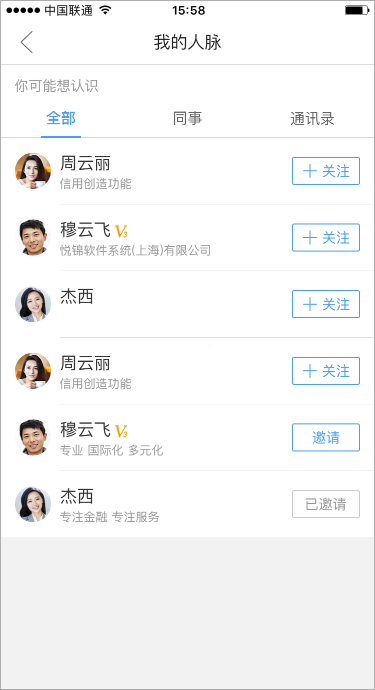 中国联通 15:58
我的人脉
你可能想认识
全部 同事 通讯录
周云丽
信用创造功能
关注
穆云飞 V3
悦锦软件系统(上海)有限公司
关注
杰西
关注
周云丽
信用创造功能
关注
穆云飞 V3
专业 国际化 多元化
邀请
杰西
专注金融 专注服务
已邀请